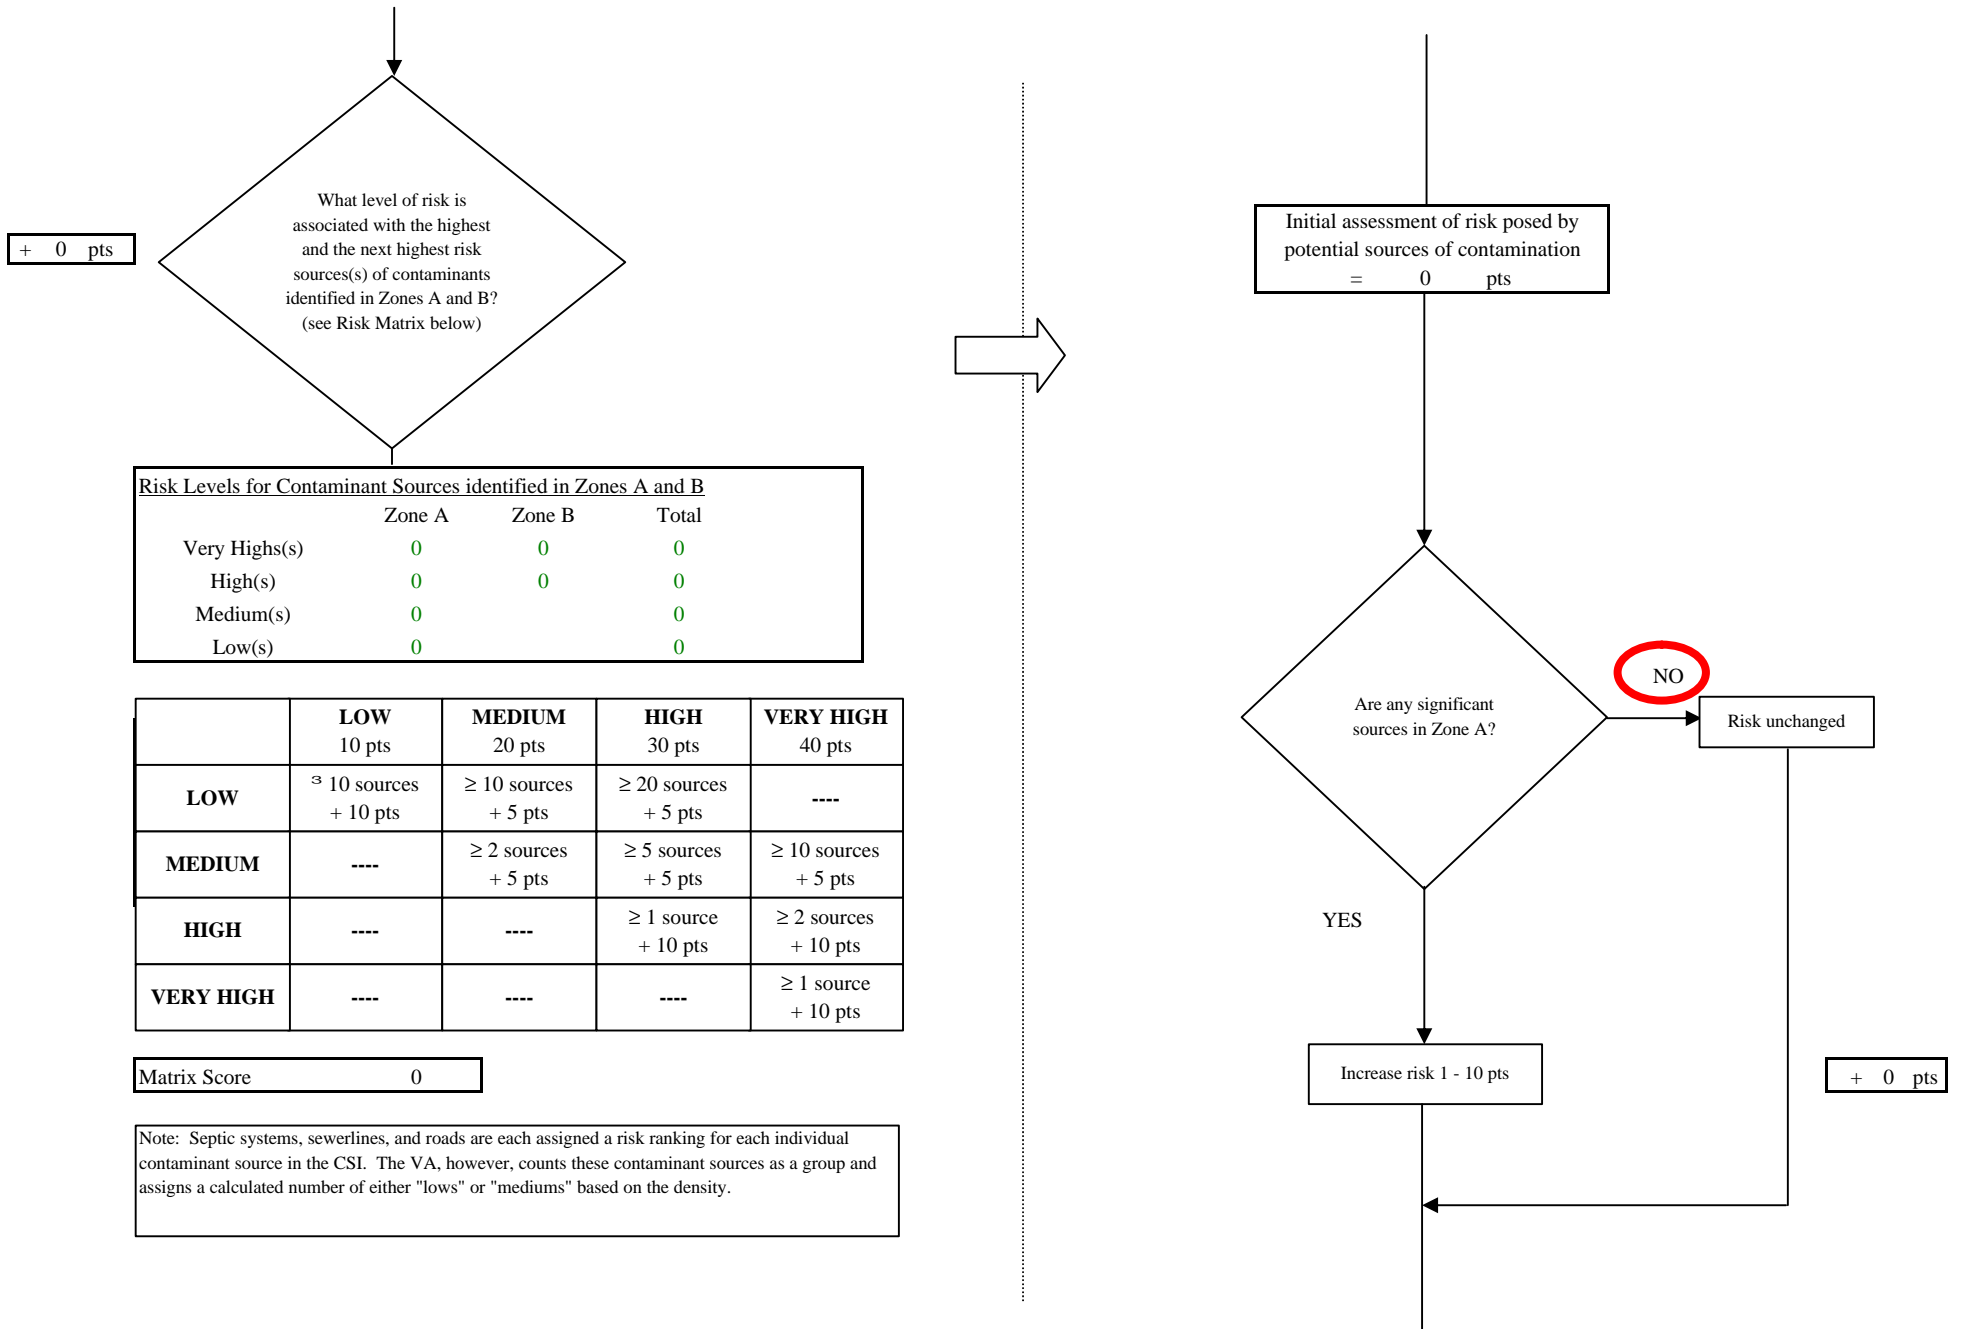 What level of risk is
associated with the highest
and the next highest risk
sources(s) of contaminants
identified in Zones A and B?
(see Risk Matrix below)
+ 0 pts
Risk Levels for Contaminant Sources identified in Zones A and B
Zone A Zone B Total
Very Highs(s) 0 0 0
High(s) 0 0 0
Medium(s) 0 0
Low(s) 0 0
LOW MEDIUM HIGH VERY HIGH
10 pts 20 pts 30 pts 40 pts
LOW ³ 10 sources ≥ 10 sources ≥ 20 sources ----
+ 10 pts + 5 pts + 5 pts
MEDIUM ---- ≥ 2 sources ≥ 5 sources ≥ 10 sources
+ 5 pts + 5 pts + 5 pts
HIGH ---- ---- ≥ 1 source ≥ 2 sources
+ 10 pts + 10 pts
VERY HIGH ---- ---- ---- ≥ 1 source
+ 10 pts
Matrix Score 0
Note: Septic systems, sewerlines, and roads are each assigned a risk ranking for each individual
contaminant source in the CSI. The VA, however, counts these contaminant sources as a group and
assigns a calculated number of either "lows" or "mediums" based on the density.
Initial assessment of risk posed by
potential sources of contamination
= 0 pts
Are any significant
sources in Zone A?
NO
Risk unchanged
YES
Increase risk 1 - 10 pts
+ 0 pts